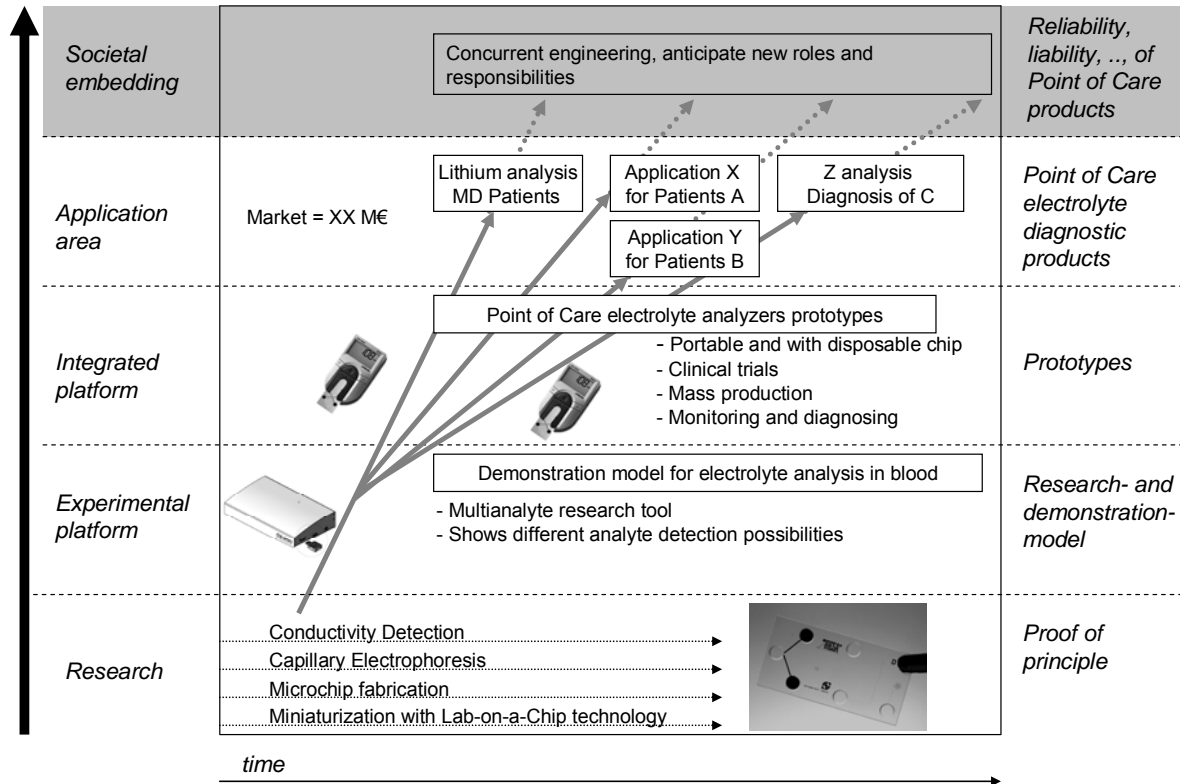 Societal
embedding
Concurrent engineering, anticipate new roles and
responsibilities
Reliability,
liability, .., of
Point of Care
products
Application
area
Market = XX M€
Lithium analysis
MD Patients
Application X
for Patients A
Application Y
for Patients B
Z analysis
Diagnosis of C
Point of Care
electrolyte
diagnostic
products
Integrated
platform
Point of Care electrolyte analyzers prototypes
- Portable and with disposable chip
- Clinical trials
- Mass production
- Monitoring and diagnosing
Prototypes
Experimental
platform
Demonstration model for electrolyte analysis in blood
- Multianalyte research tool
- Shows different analyte detection possibilities
Research- and
demonstration-
model
Research
Conductivity Detection
Capillary Electrophoresis
Microchip fabrication
Miniaturization with Lab-on-a-Chip technology
Proof of
principle
time